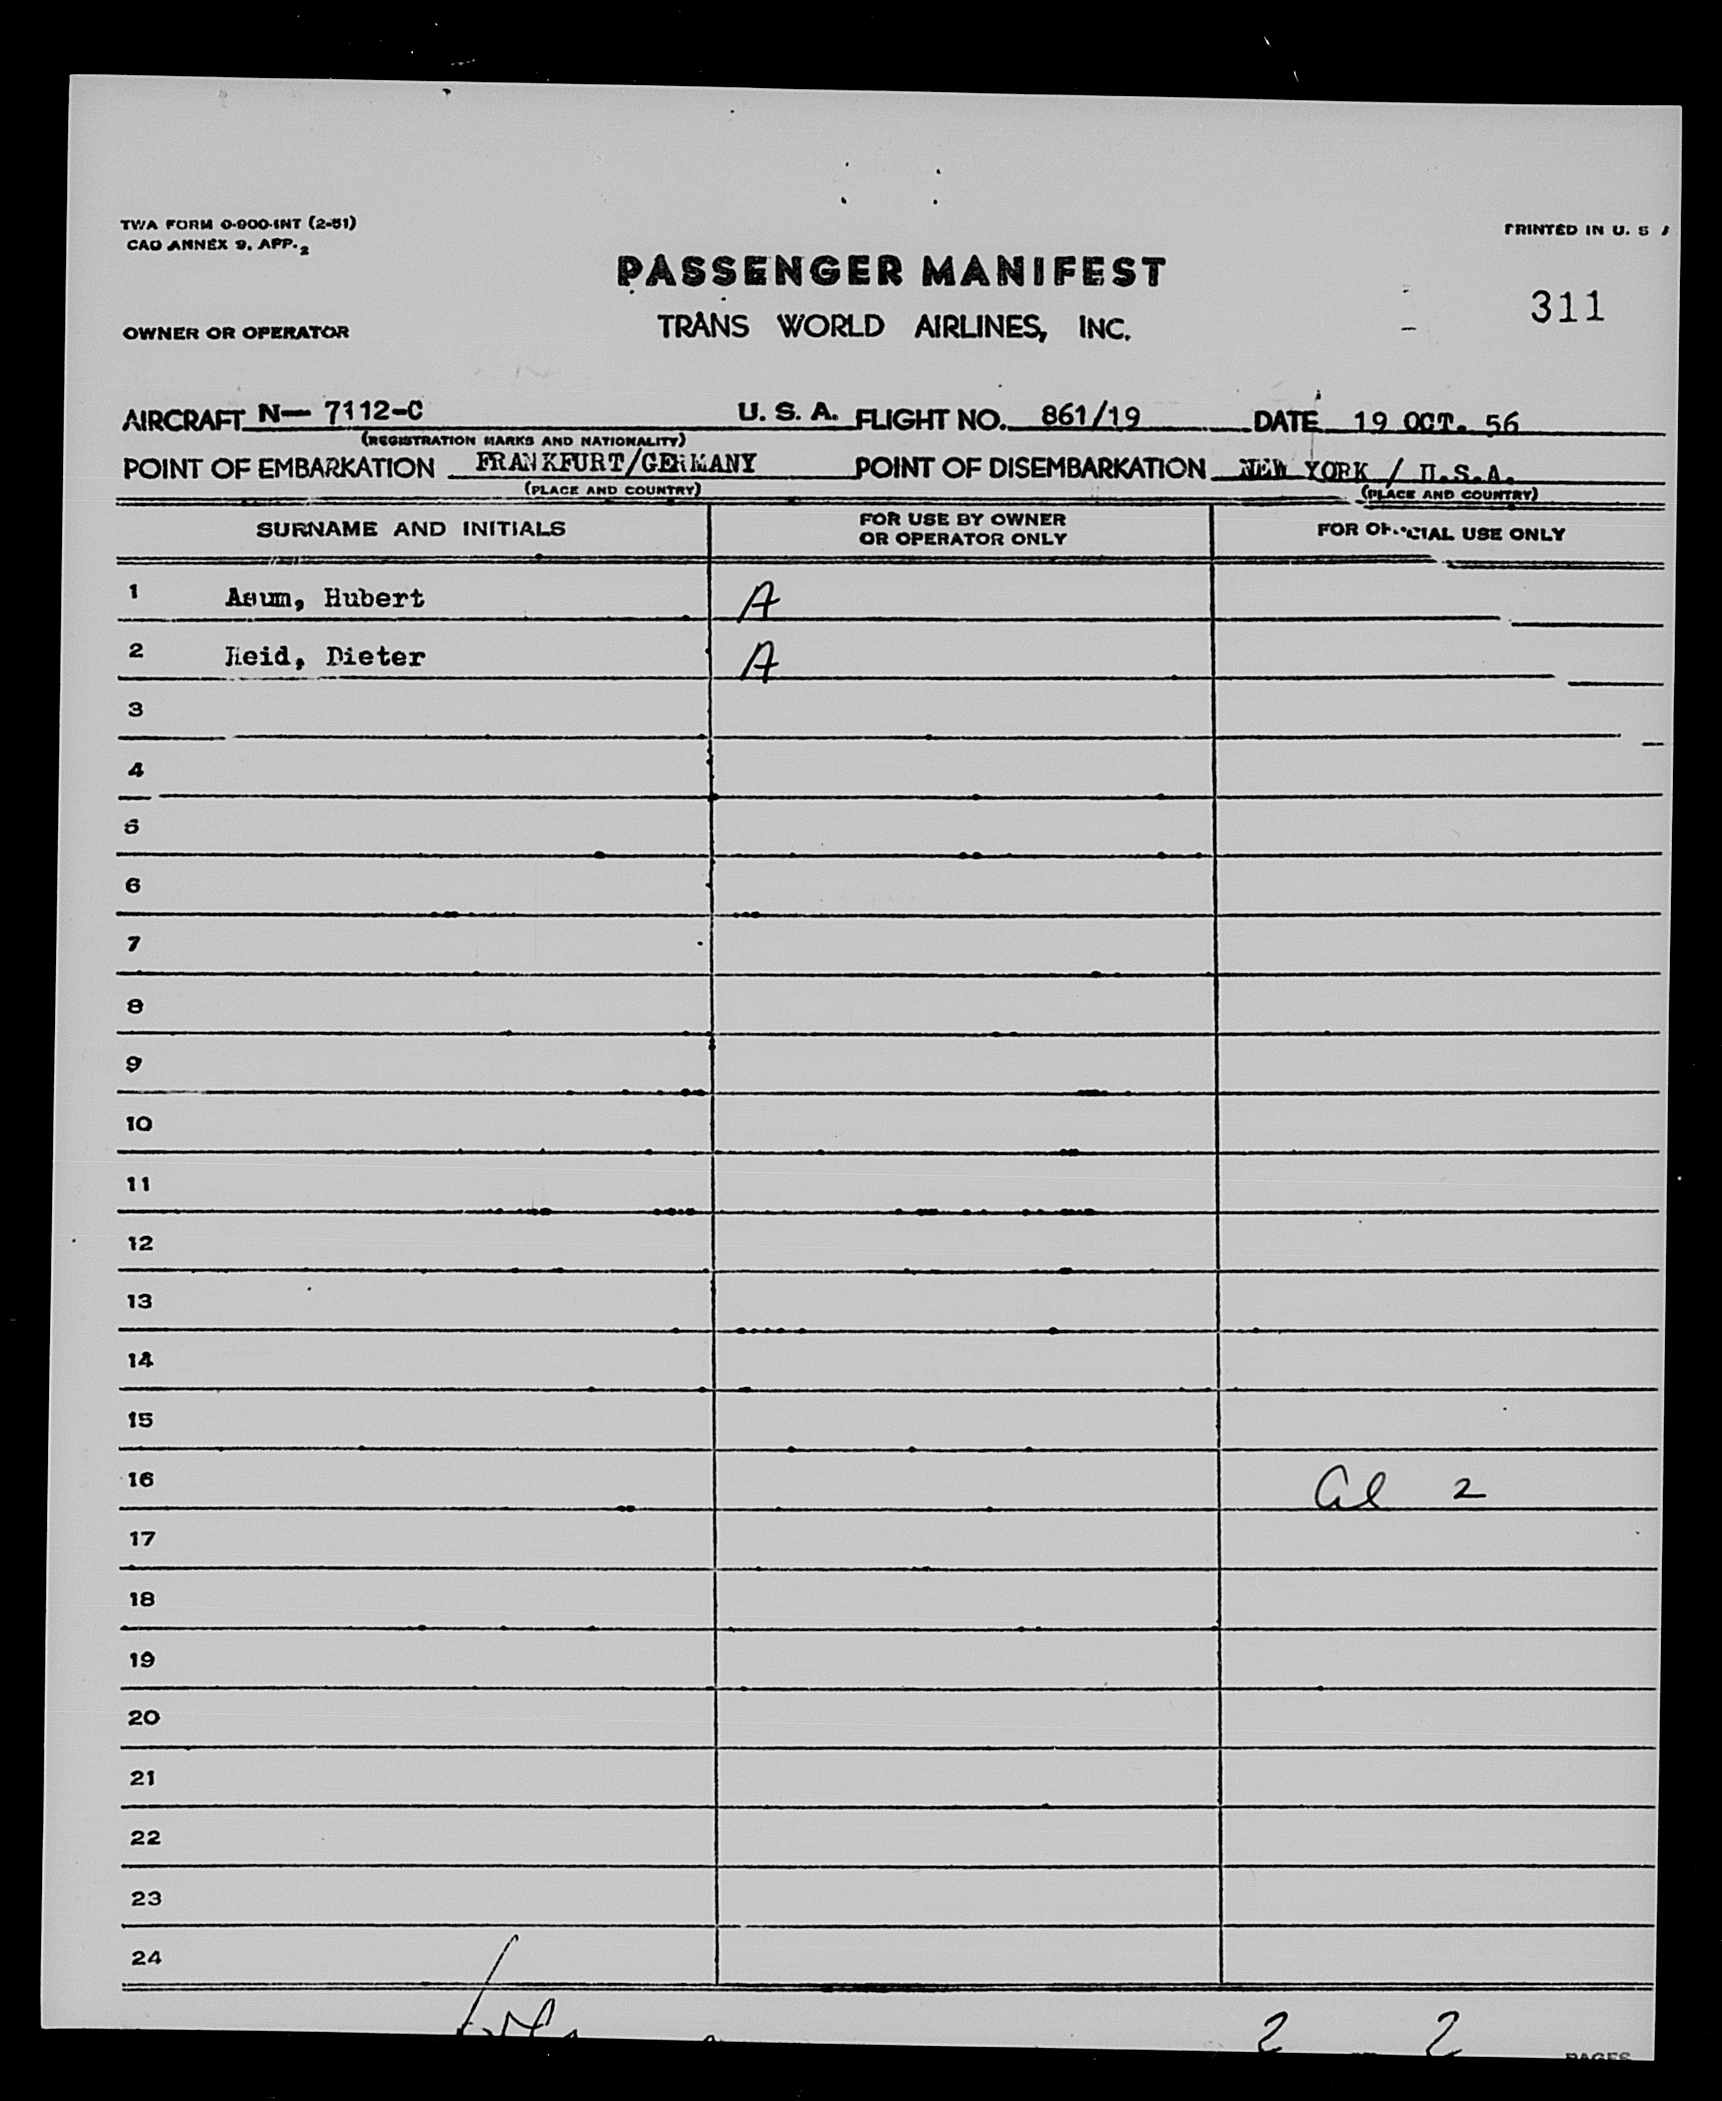 TWA FORM O-900-INT (2-51)
CAO ANNEX 9, APP. 2
PRINTED IN U. S
PASSENGER MANIFEST
311
OWNER OR OPERATOR
TRANS WORLD AIRLINES, INC.
AIRCRAFT N— 7112-C U. S. A. FLIGHT NO. 861/19 DATE 19 OCT. 56
(REGISTRATION MARKS AND NATIONALITY)
POINT OF EMBARKATION FRANKFURT/GERMANY POINT OF DISEMBARKATION NEW YORK / U.S.A.
(PLACE AND COUNTRY) (PLACE AND COUNTRY)
SURNAME AND INITIALS FOR USE BY OWNER OR OPERATOR ONLY FOR OFFICIAL USE ONLY
1 Asum, Hubert A
2 Heid, Dieter A
3
4
5
6
7
8
9
10
11
12
13
14
15
16 2
17
18
19
20
21
22
23
24
2 2
PAGES